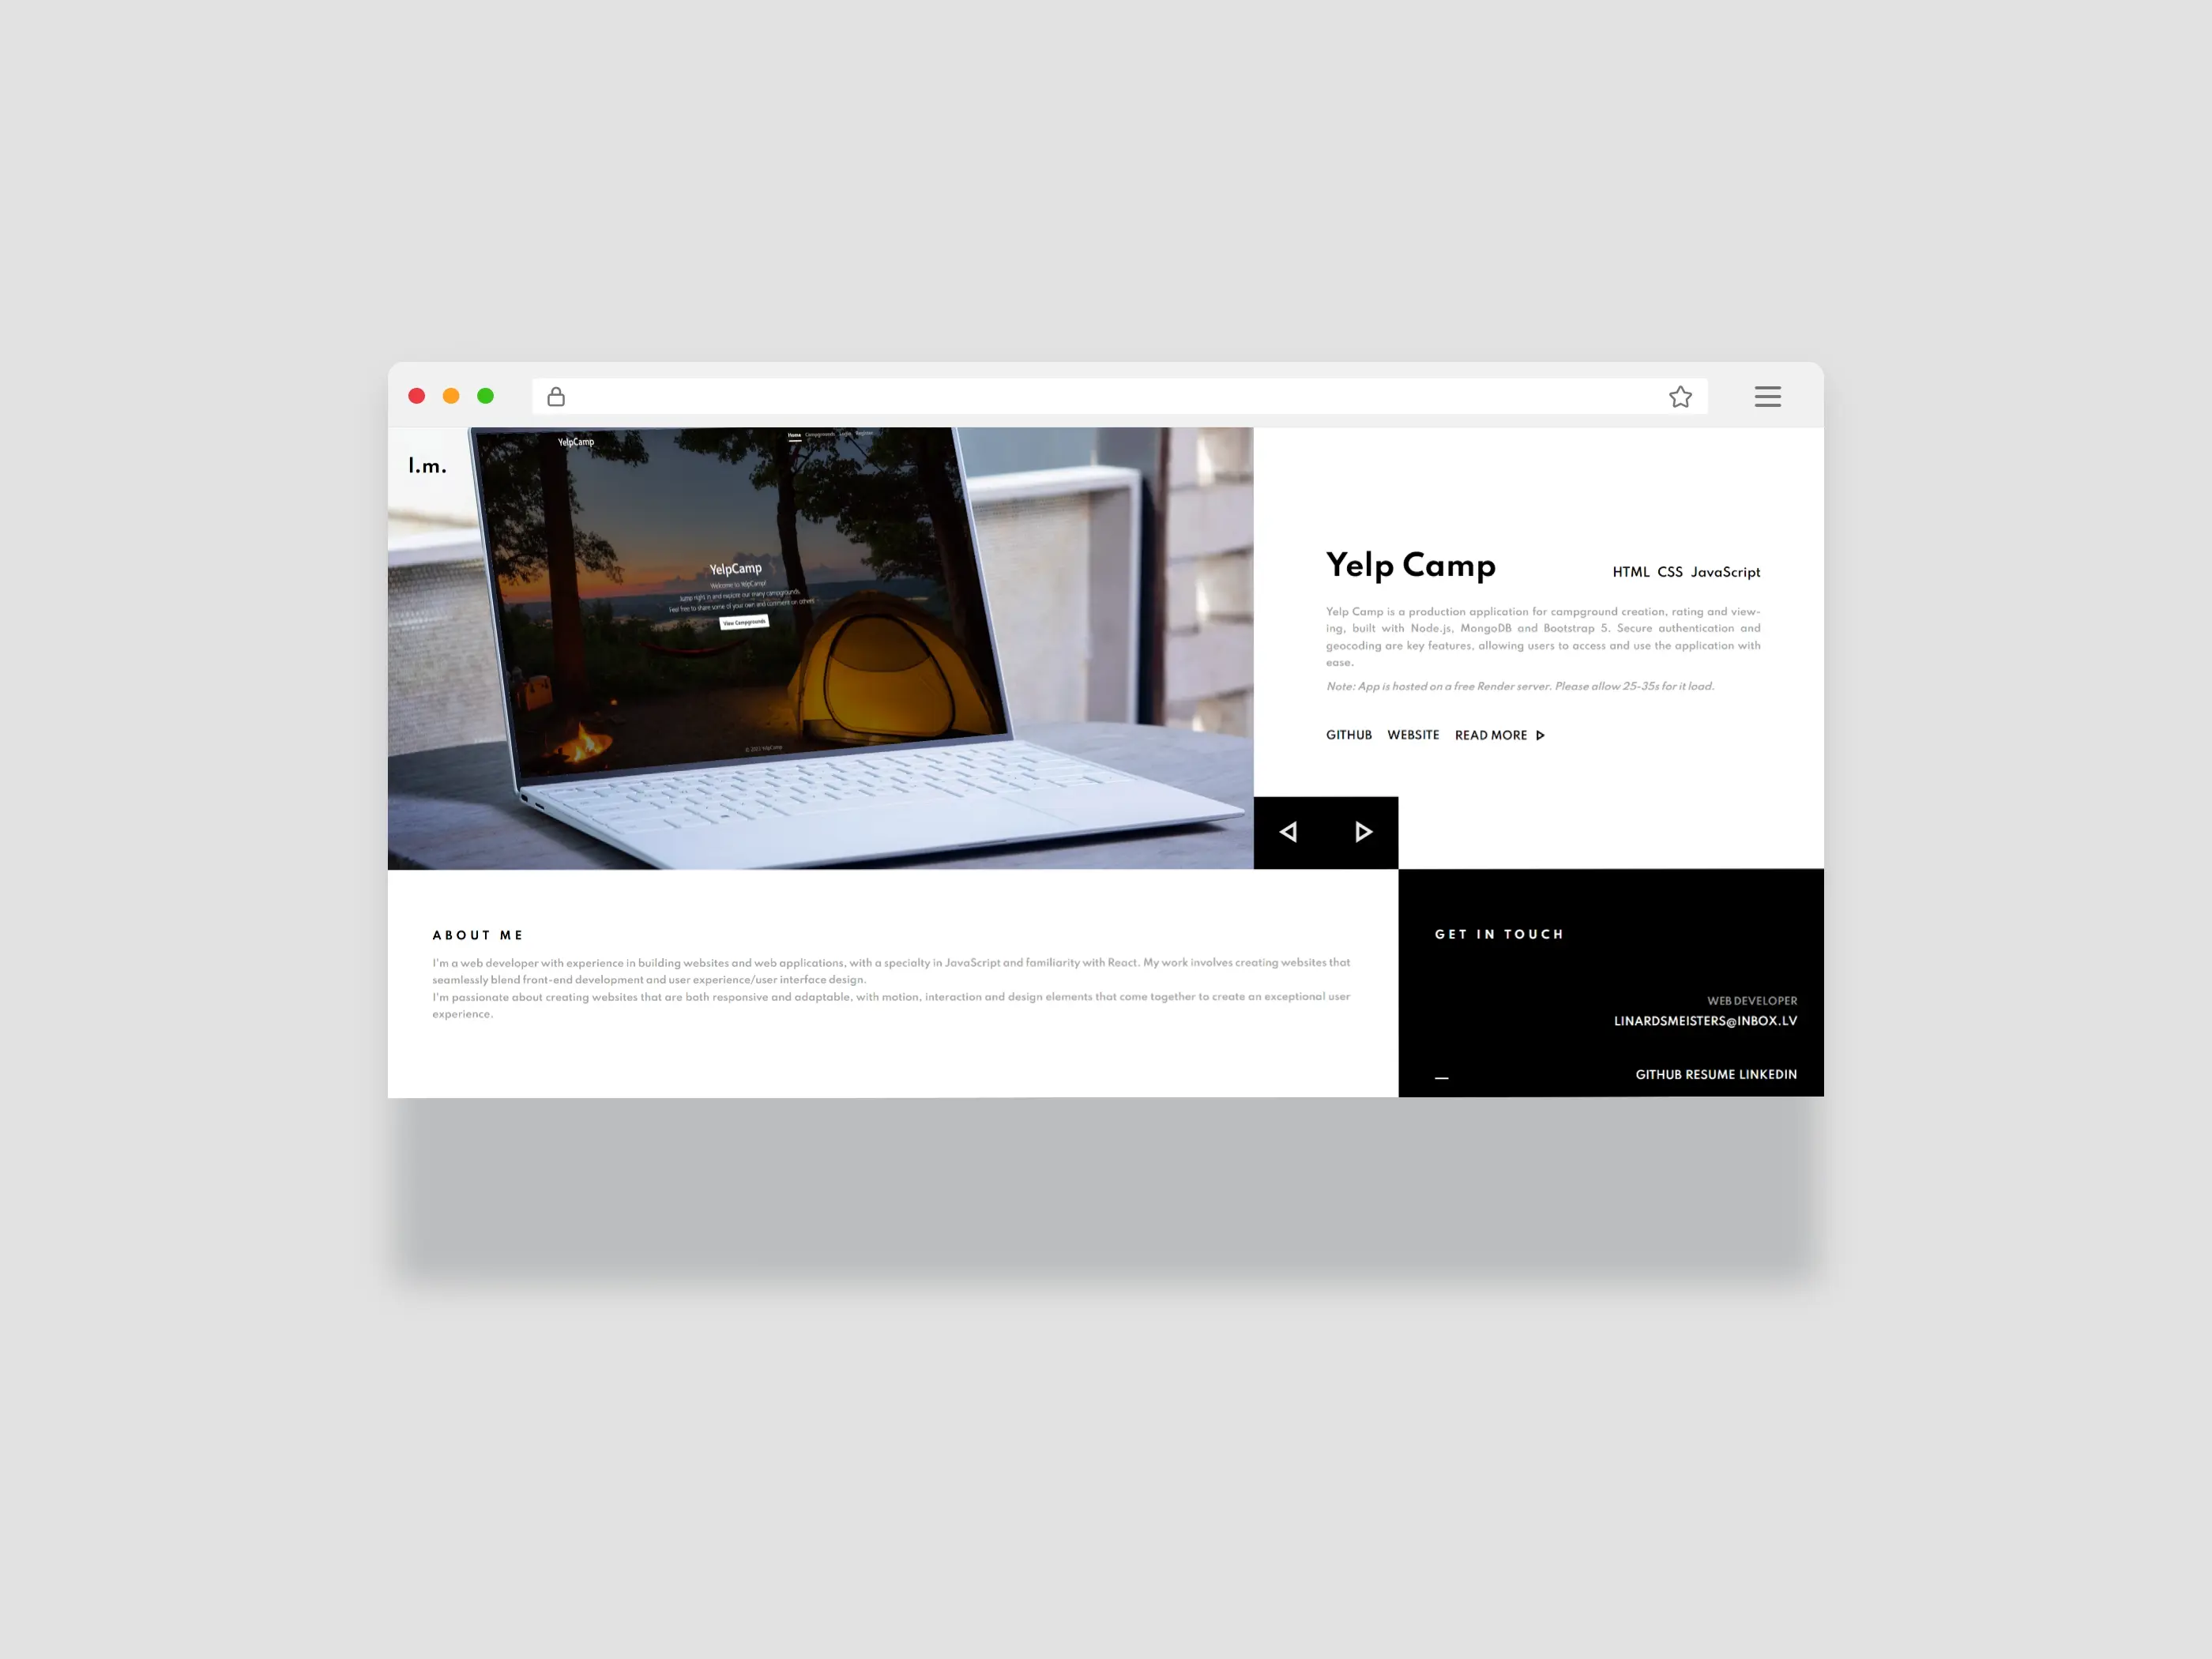 l.m.
YelpCamp
Home Campgrounds Login Register
YelpCamp
Welcome to YelpCamp!
Jump right in and explore our many campgrounds.
Feel free to share some of your own and comment on others!
View Campgrounds
© 2023 YelpCamp
Yelp Camp
HTML CSS JavaScript
Yelp Camp is a production application for campground creation, rating and view-
ing, built with Node.js, MongoDB and Bootstrap 5. Secure authentication and
geocoding are key features, allowing users to access and use the application with
ease.
Note: App is hosted on a free Render server. Please allow 25-35s for it load.
GITHUB WEBSITE READ MORE
ABOUT ME
I'm a web developer with experience in building websites and web applications, with a specialty in JavaScript and familiarity with React. My work involves creating websites that
seamlessly blend front-end development and user experience/user interface design.
I'm passionate about creating websites that are both responsive and adaptable, with motion, interaction and design elements that come together to create an exceptional user
experience.
GET IN TOUCH
WEB DEVELOPER
LINARDSMEISTERS@INBOX.LV
GITHUB RESUME LINKEDIN